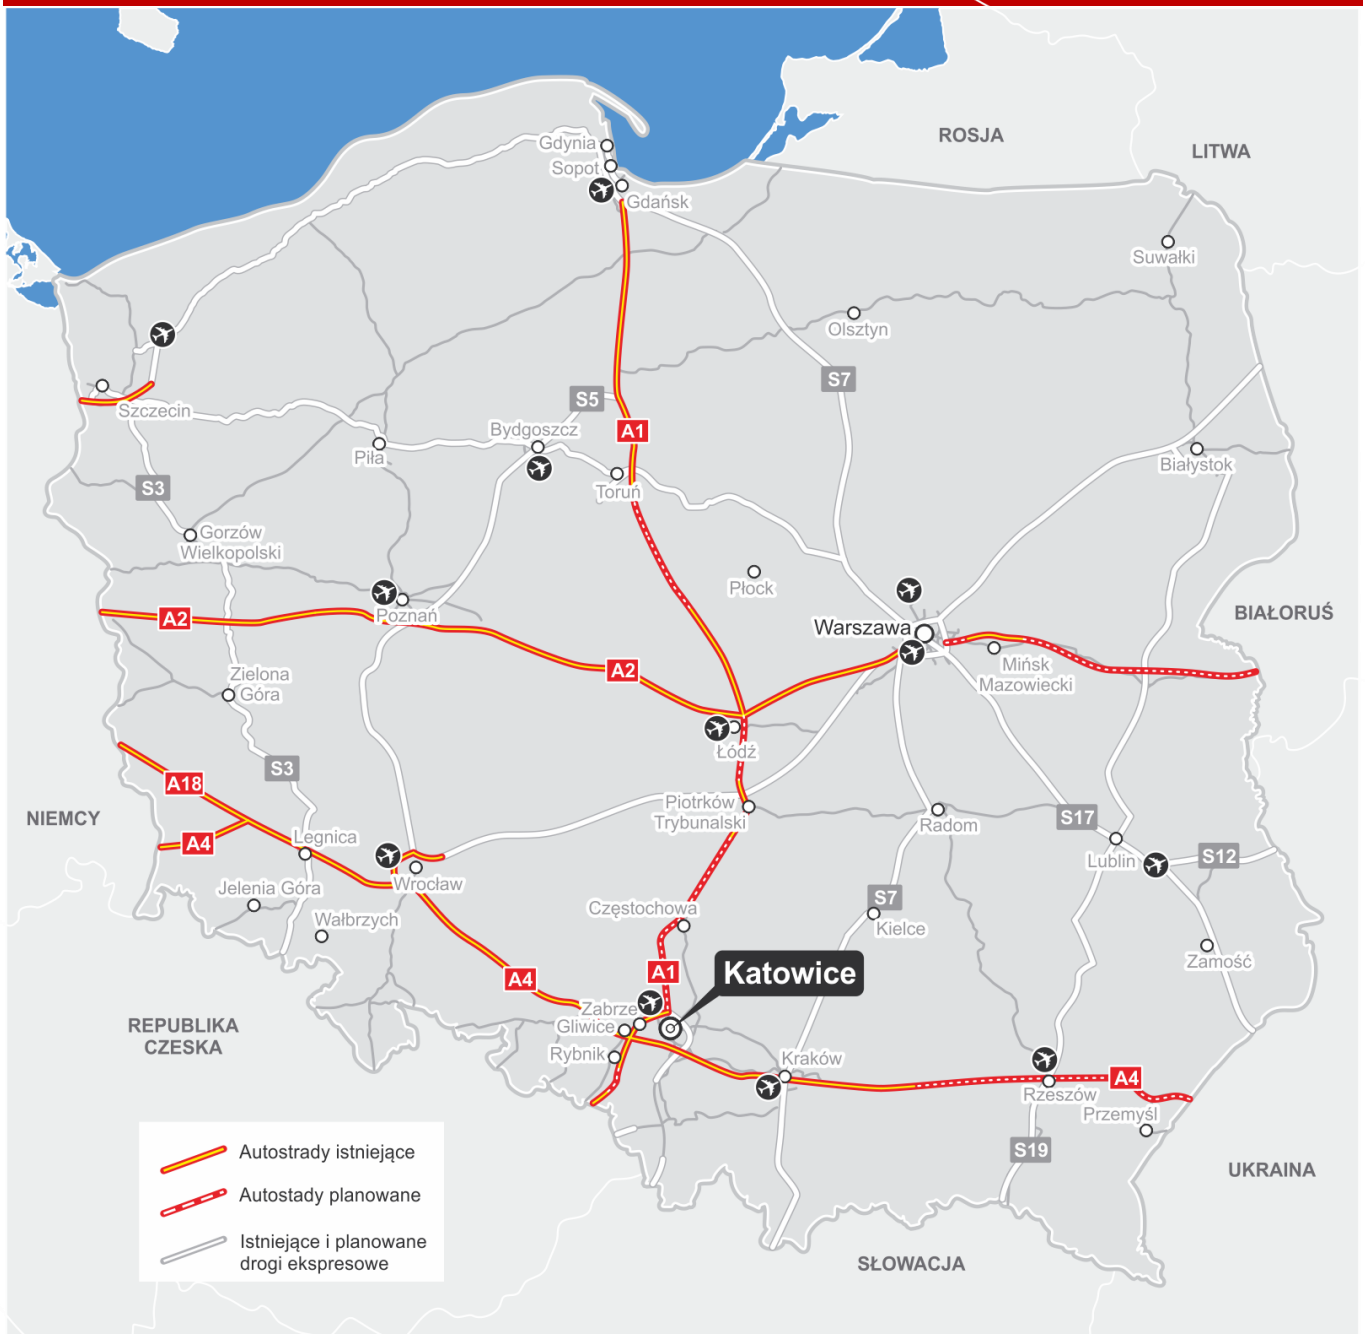 ROSJA
LITWA
Gdynia
Sopot
Gdańsk
Suwałki
Olsztyn
S7
S5
Szczecin
Bydgoszcz
A1
Piła
Białystok
S3
Toruń
Gorzów
Wielkopolski
Płock
BIAŁORUŚ
A2
Poznań
Warszawa
Mińsk
Mazowiecki
A2
Zielona
Góra
Łódź
S3
A18
Piotrków
Trybunalski
NIEMCY
Radom
S17
Legnica
A4
Lublin
S12
Wrocław
Jelenia Góra
S7
Częstochowa
Wałbrzych
Kielce
Zamość
A4
A1
Katowice
Zabrze
Gliwice
REPUBLIKA
CZESKA
Rybnik
Kraków
A4
Rzeszów
Przemyśl
S19
Autostrady istniejące
Autostady planowane
Istniejące i planowane
drogi ekspresowe
UKRAINA
SŁOWACJA